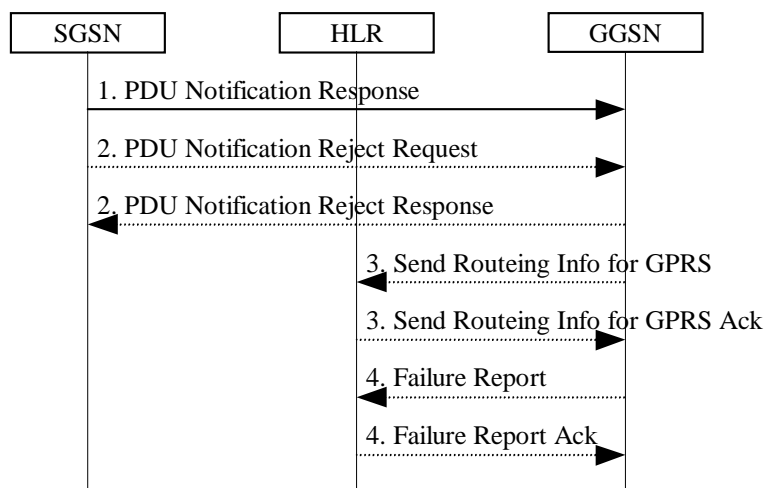 SGSN HLR GGSN
1. PDU Notification Response
2. PDU Notification Reject Request
2. PDU Notification Reject Response
3. Send Routeing Info for GPRS
3. Send Routeing Info for GPRS Ack
4. Failure Report
4. Failure Report Ack